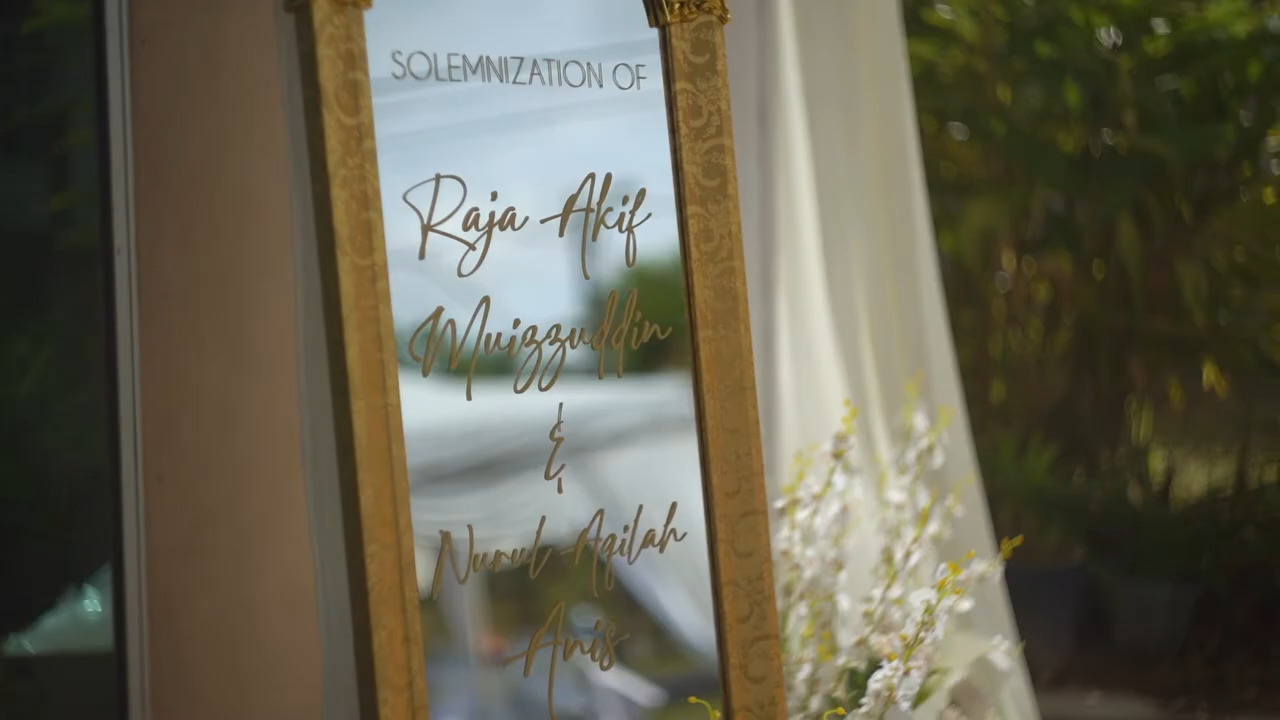 SOLEMNIZATION OF
Raja Akif
Muizzuddin
&
Nurul Aqilah
Anis